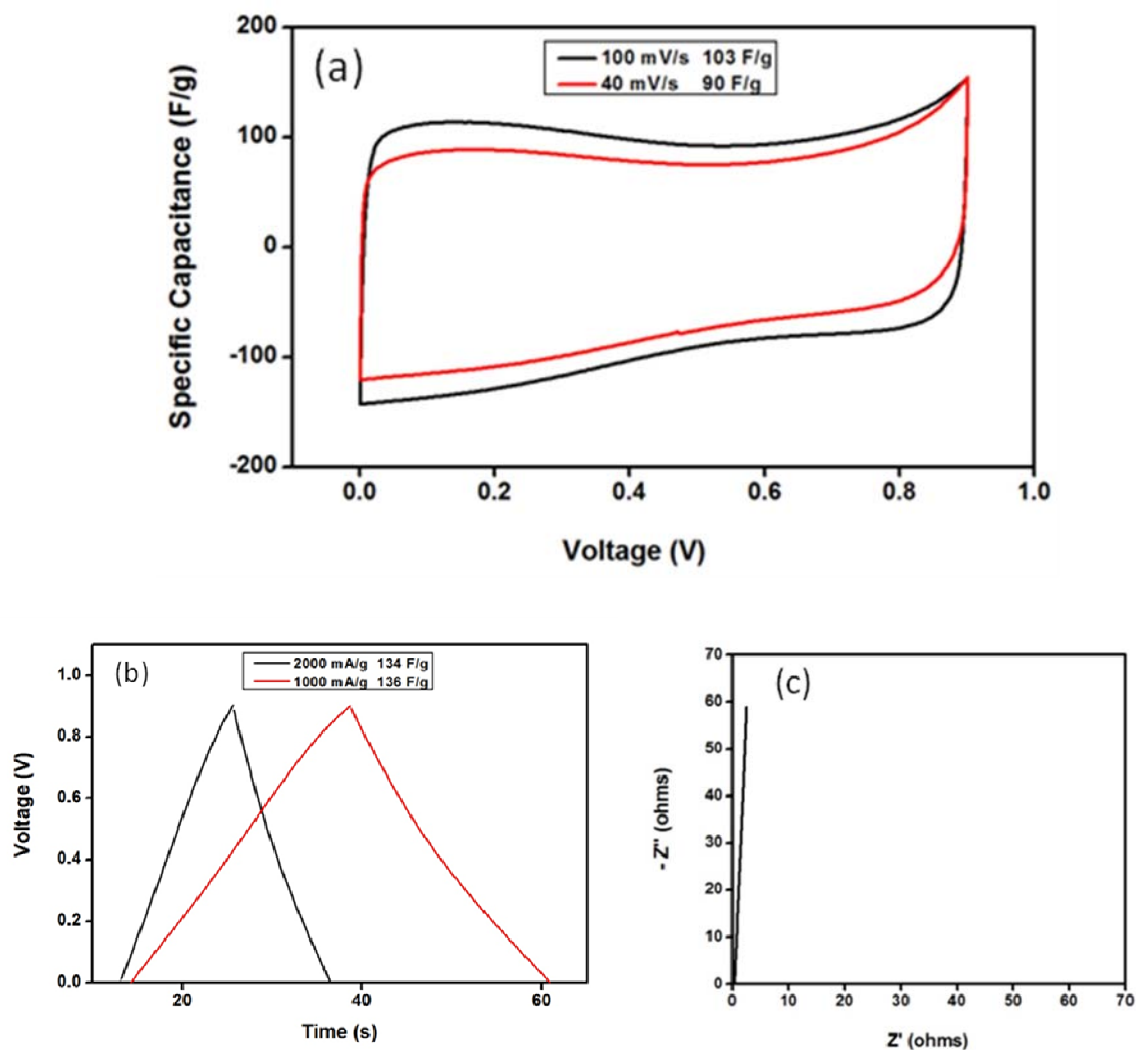 (a)
100 mV/s 103 F/g
40 mV/s 90 F/g
Specific Capacitance (F/g)
200
100
0
-100
-200
0.0 0.2 0.4 0.6 0.8 1.0
Voltage (V)
(b)
2000 mA/g 134 F/g
1000 mA/g 136 F/g
Voltage (V)
1.0
0.8
0.6
0.4
0.2
0.0
20 40 60
Time (s)
(c)
- Z'' (ohms)
70
60
50
40
30
20
10
0
0 10 20 30 40 50 60 70
Z' (ohms)